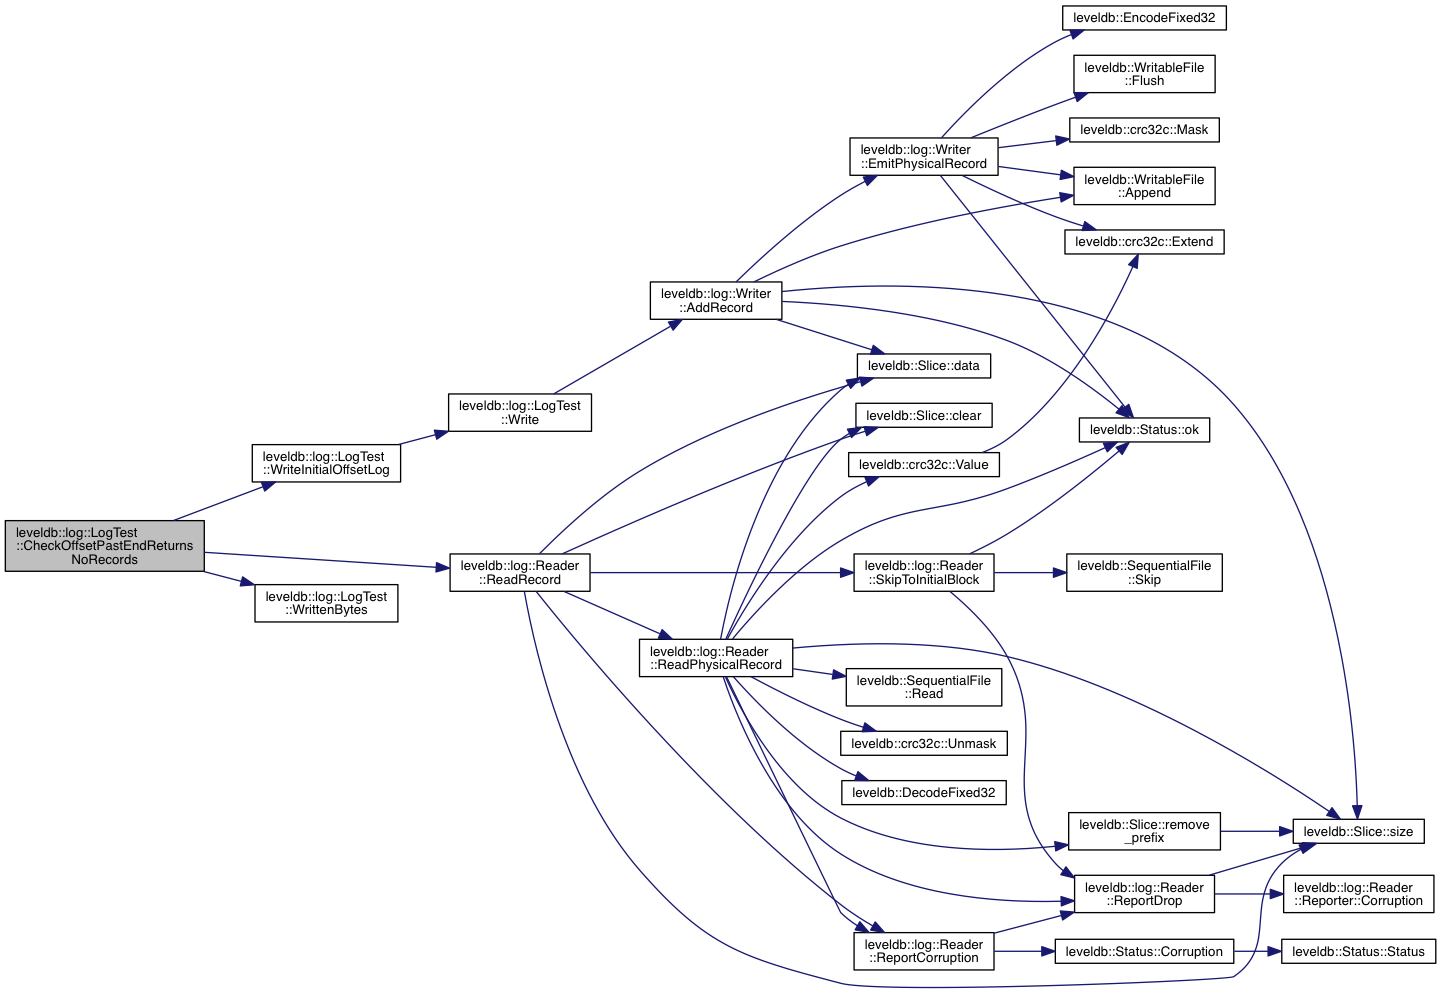 leveldb::EncodeFixed32
leveldb::WritableFile
::Flush
leveldb::crc32c::Mask
leveldb::log::Writer
::EmitPhysicalRecord
leveldb::WritableFile
::Append
leveldb::crc32c::Extend
leveldb::log::Writer
::AddRecord
leveldb::Slice::data
leveldb::log::LogTest
::Write
leveldb::Slice::clear
leveldb::Status::ok
leveldb::log::LogTest
::WriteInitialOffsetLog
leveldb::crc32c::Value
leveldb::log::LogTest
::CheckOffsetPastEndReturns
NoRecords
leveldb::log::Reader
::ReadRecord
leveldb::log::Reader
::SkipToInitialBlock
leveldb::SequentialFile
::Skip
leveldb::log::LogTest
::WrittenBytes
leveldb::log::Reader
::ReadPhysicalRecord
leveldb::SequentialFile
::Read
leveldb::crc32c::Unmask
leveldb::DecodeFixed32
leveldb::Slice::remove
_prefix
leveldb::Slice::size
leveldb::log::Reader
::ReportDrop
leveldb::log::Reader
::Reporter::Corruption
leveldb::log::Reader
::ReportCorruption
leveldb::Status::Corruption
leveldb::Status::Status